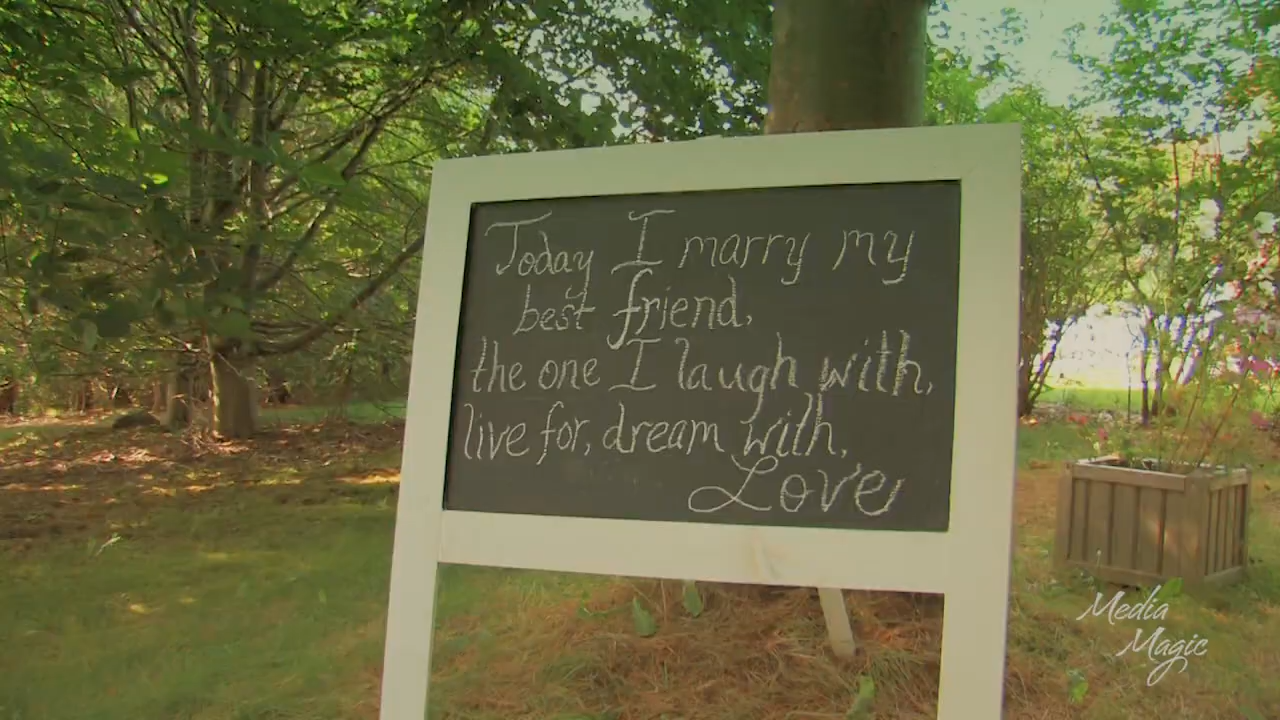 Today I marry my
best friend,
the one I laugh with,
live for, dream with,
Love
Media
Magic